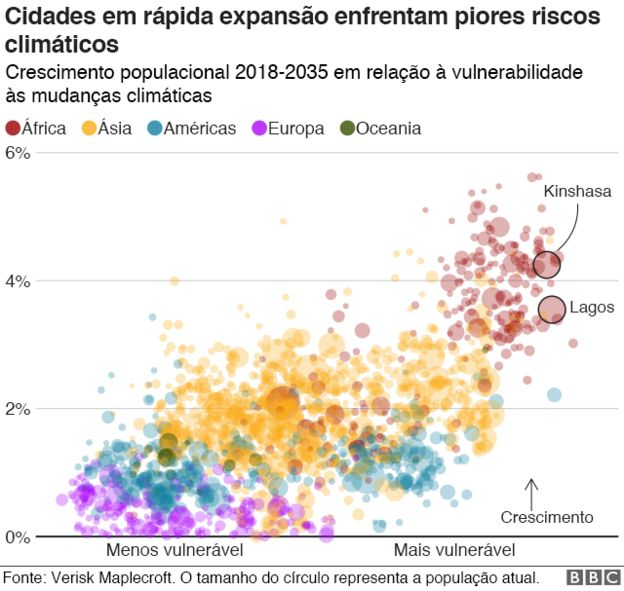 Cidades em rápida expansão enfrentam piores riscos
climáticos
Crescimento populacional 2018-2035 em relação à vulnerabilidade
às mudanças climáticas
África Ásia Américas Europa Oceania
6%
Kinshasa
4%
Lagos
2%
Crescimento
0%
Menos vulnerável Mais vulnerável
Fonte: Verisk Maplecroft. O tamanho do círculo representa a população atual. BBC